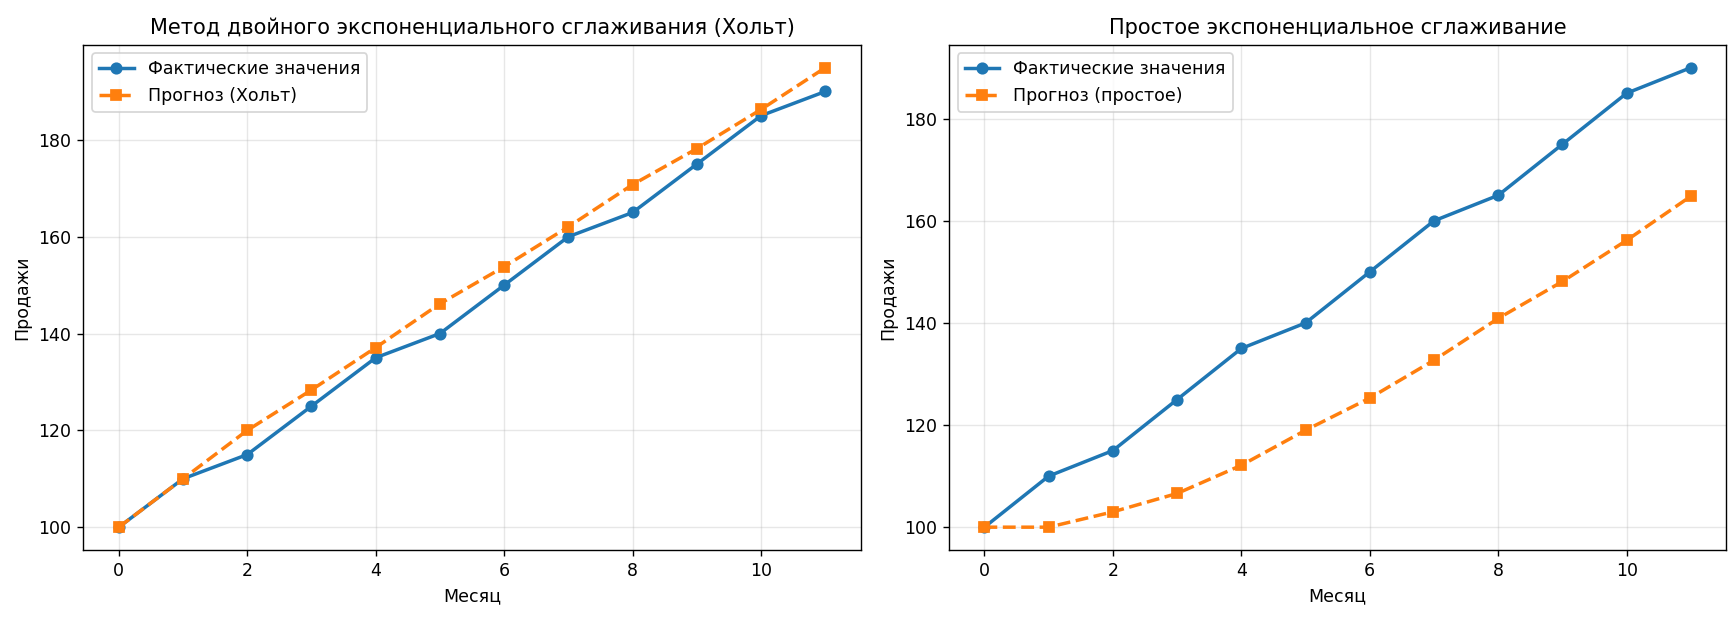 Метод двойного экспоненциального сглаживания (Хольт)
Фактические значения
Прогноз (Хольт)
Продажи
180
160
140
120
100
0 2 4 6 8 10
Месяц
Простое экспоненциальное сглаживание
Фактические значения
Прогноз (простое)
Продажи
180
160
140
120
100
0 2 4 6 8 10
Месяц